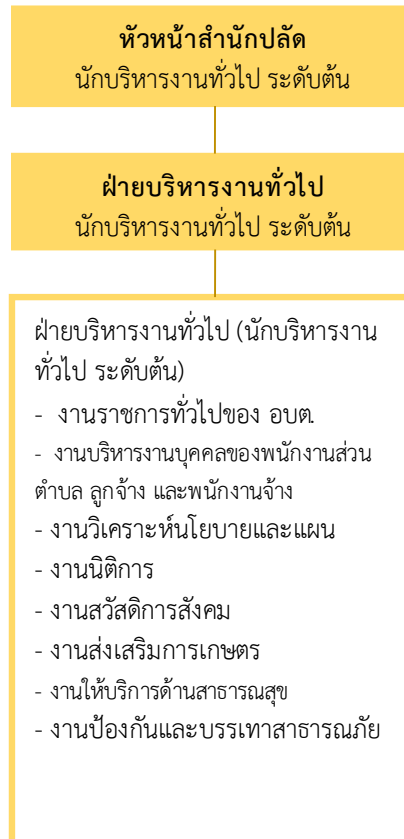 หัวหน้าสำนักปลัด
นักบริหารงานทั่วไป ระดับต้น
ฝ่ายบริหารงานทั่วไป
นักบริหารงานทั่วไป ระดับต้น
ฝ่ายบริหารงานทั่วไป (นักบริหารงาน
ทั่วไป ระดับต้น)
- งานราชการทั่วไปของ อบต.
- งานบริหารงานบุคคลของพนักงานส่วน
ตำบล ลูกจ้าง และพนักงานจ้าง
- งานวิเคราะห์นโยบายและแผน
- งานนิติการ
- งานสวัสดิการสังคม
- งานส่งเสริมการเกษตร
- งานให้บริการด้านสาธารณสุข
- งานป้องกันและบรรเทาสาธารณภัย